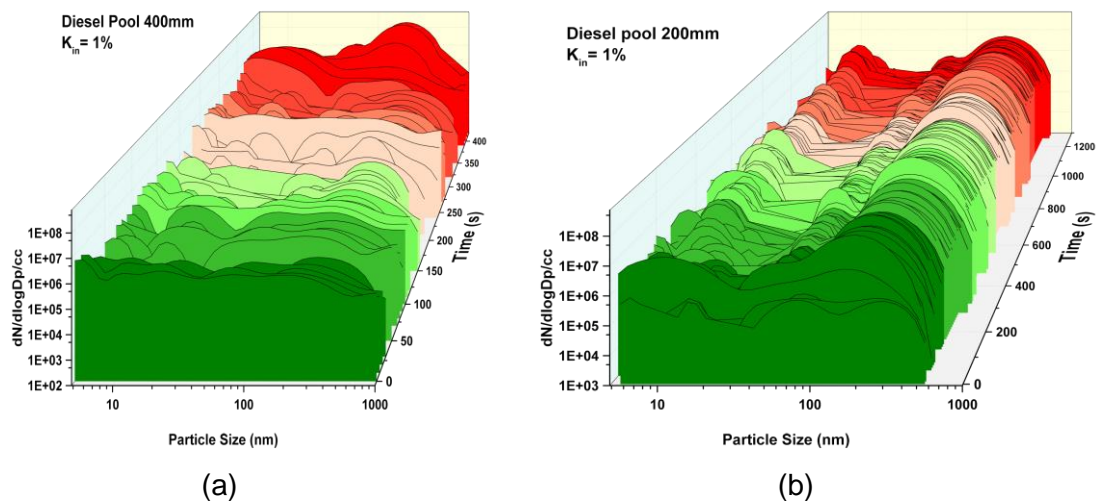 Diesel Pool 400mm
K_in = 1%
dN/dlogDp/cc
1E+08
1E+07
1E+06
1E+05
1E+04
1E+03
1E+02
10
100
1000
Particle Size (nm)
0
50
100
150
200
250
300
350
400
Time (s)
(a)
Diesel pool 200mm
K_in = 1%
dN/dlogDp/cc
1E+08
1E+07
1E+06
1E+05
1E+04
1E+03
10
100
1000
Particle Size (nm)
0
200
400
600
800
1000
1200
Time (s)
(b)